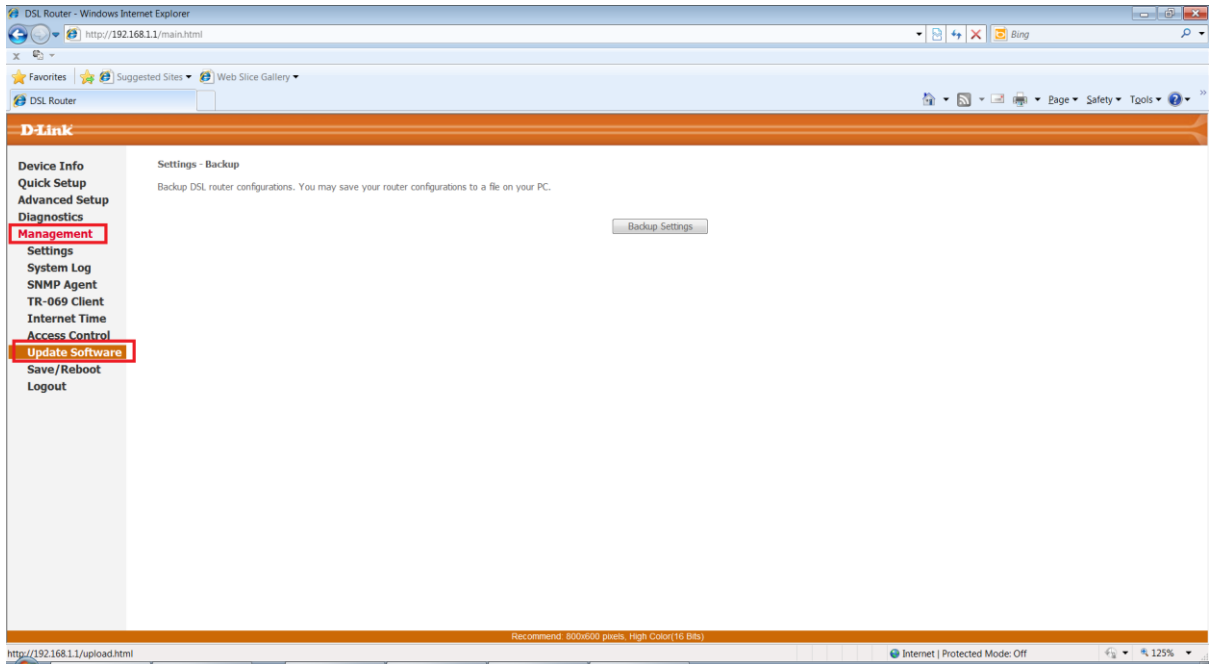 DSL Router - Windows Internet Explorer
http://192.168.1.1/main.html
Bing
x
Favorites Suggested Sites Web Slice Gallery
DSL Router
Page Safety Tools
D-Link
Device Info
Quick Setup
Advanced Setup
Diagnostics
Management
Settings
System Log
SNMP Agent
TR-069 Client
Internet Time
Access Control
Update Software
Save/Reboot
Logout
Settings - Backup
Backup DSL router configurations. You may save your router configurations to a file on your PC.
Backup Settings
Recommend: 800x600 pixels, High Color(16 Bits)
http://192.168.1.1/upload.html
Internet | Protected Mode: Off
125%